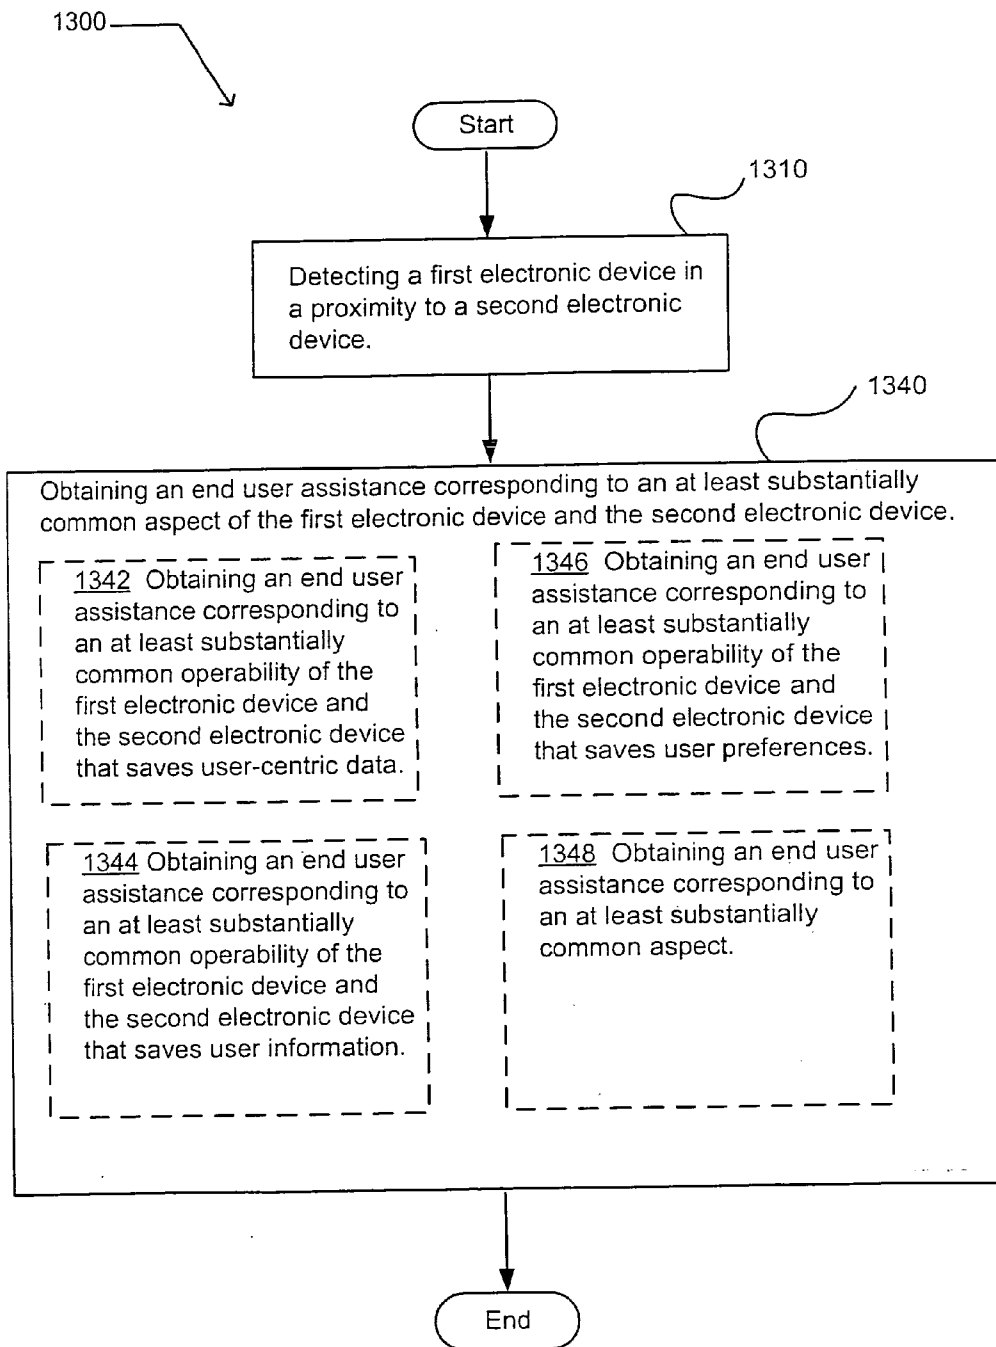 1300
Start
1310
Detecting a first electronic device in
a proximity to a second electronic
device.
1340
Obtaining an end user assistance corresponding to an at least substantially
common aspect of the first electronic device and the second electronic device.
1342 Obtaining an end user
assistance corresponding to
an at least substantially
common operability of the
first electronic device and
the second electronic device
that saves user-centric data.
1346 Obtaining an end user
assistance corresponding to
an at least substantially
common operability of the
first electronic device and
the second electronic device
that saves user preferences.
1344 Obtaining an end user
assistance corresponding to
an at least substantially
common operability of the
first electronic device and
the second electronic device
that saves user information.
1348 Obtaining an end user
assistance corresponding to
an at least substantially
common aspect.
End